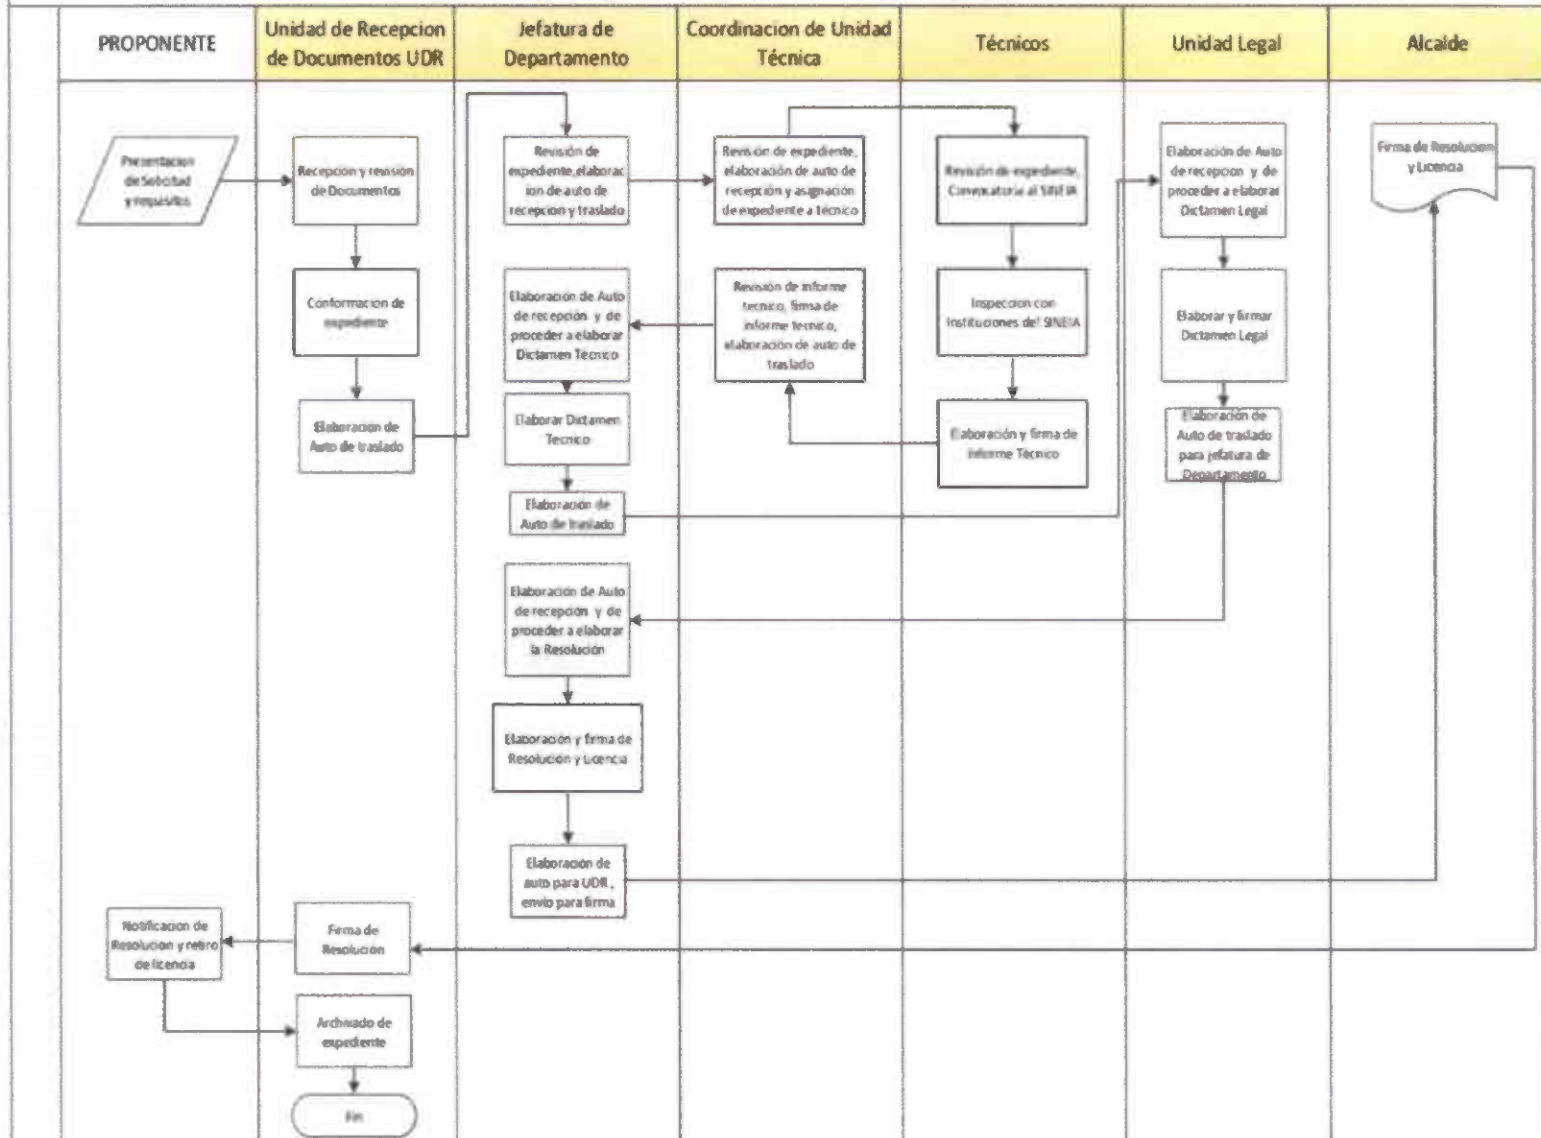 PROPONENTE
Unidad de Recepcion
de Documentos UDR
Jefatura de
Departamento
Coordinacion de Unidad
Técnica
Técnicos
Unidad Legal
Alcalde
Presentacion
de Solicitud
y requisitos
Recepcion y revisión
de Documentos
Revisión de
expediente,elaborac
ion de auto de
recepcion y traslado
Revisión de expediente,
elaboración de auto de
recepción y asignación
de expediente a técnico
Revisión de expediente,
Convocatoria al SINEIA
Elaboración de Auto
de recepcion y de
proceder a elaborar
Dictamen Legal
Firma de Resolucion
y Licencia
Conformacion de
expediente
Elaboración de Auto
de recepción y de
proceder a elaborar
Dictamen Técnico
Revisión de informe
tecnico, firma de
informe tecnico,
elaboración de auto de
traslado
Inspeccion con
Instituciones del SINEIA
Elaborar y firmar
Dictamen Legal
Elaboración de
Auto de traslado
Elaborar Dictamen
Tecnico
Elaboración y firma de
informe Técnico
Elaboración de
Auto de traslado
para jefatura de
Departamento
Elaboración de
Auto de traslado
Elaboración de Auto
de recepción y de
proceder a elaborar
la Resolución
Elaboración y firma de
Resolución y Licencia
Elaboración de
auto para UDR ,
envío para firma
Notificacion de
Resolucion y retiro
de licencia
Firma de
Resolución
Archivado de
expediente
Fin